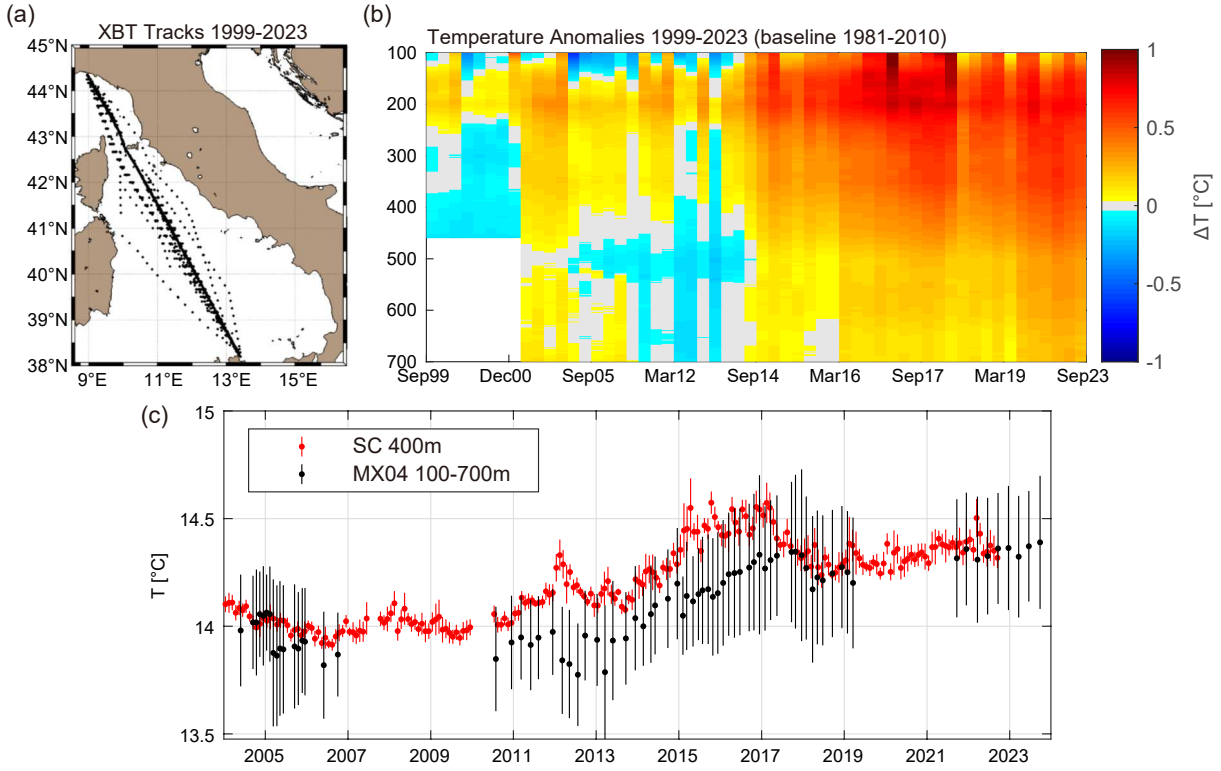 (a)
XBT Tracks 1999-2023
45°N
44°N
43°N
42°N
41°N
40°N
39°N
38°N
9°E 11°E 13°E 15°E
(b)
Temperature Anomalies 1999-2023 (baseline 1981-2010)
100
200
300
400
500
600
700
Sep99 Dec00 Sep05 Mar12 Sep14 Mar16 Sep17 Mar19 Sep23
1
0.5
0
-0.5
-1
ΔT [°C]
(c)
15
14.5
14
13.5
T [°C]
SC 400m
MX04 100-700m
2005 2007 2009 2011 2013 2015 2017 2019 2021 2023